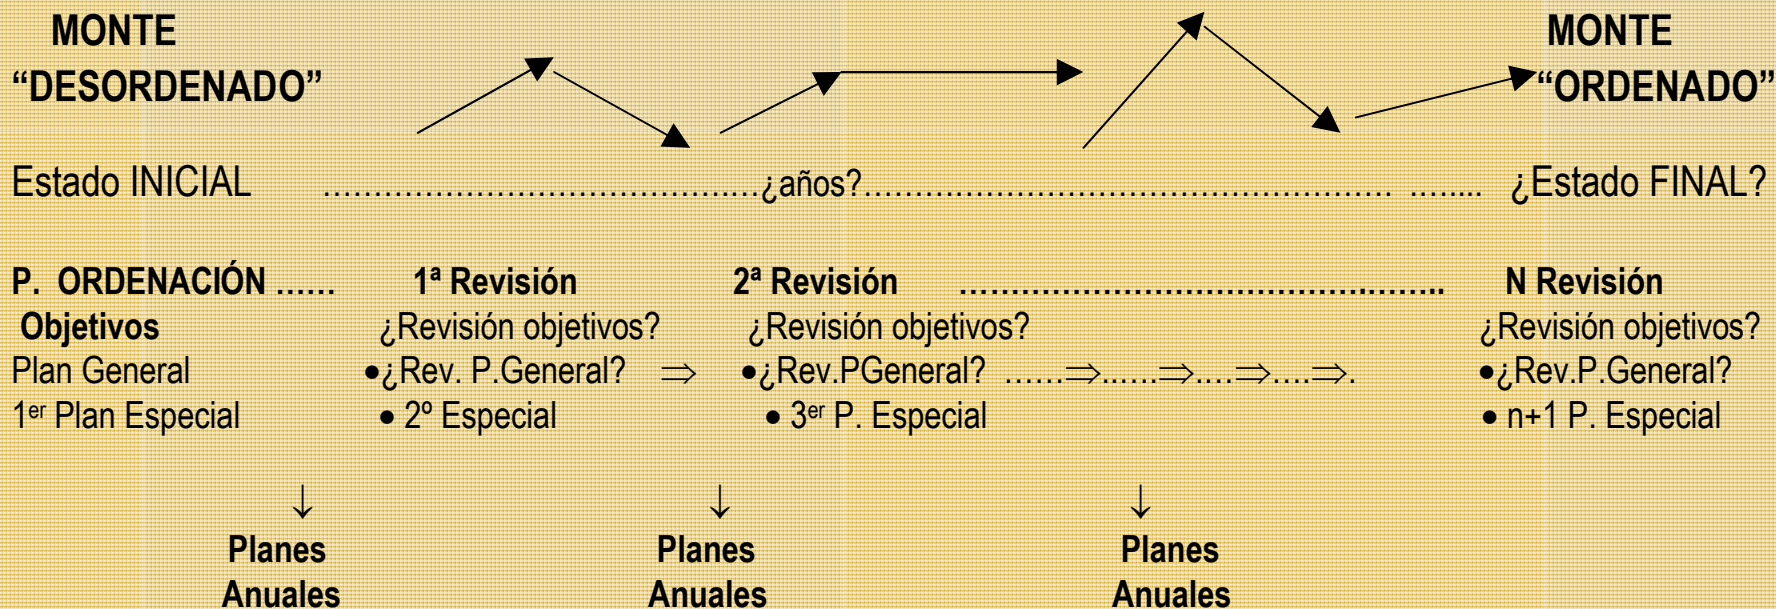 MONTE MONTE
“DESORDENADO” “ORDENADO”
Estado INICIAL …………………………………….¿años?…………………………………………… ….... ¿Estado FINAL?
P. ORDENACIÓN …… 1ª Revisión 2ª Revisión ………………………………….…….. N Revisión
Objetivos ¿Revisión objetivos? ¿Revisión objetivos? ¿Revisión objetivos?
Plan General •¿Rev. P.General? ⇒ •¿Rev.PGeneral? ……⇒…...⇒….⇒….⇒. •¿Rev.P.General?
1er Plan Especial • 2º Especial • 3er P. Especial • n+1 P. Especial
↓ ↓ ↓
Planes Planes Planes
Anuales Anuales Anuales